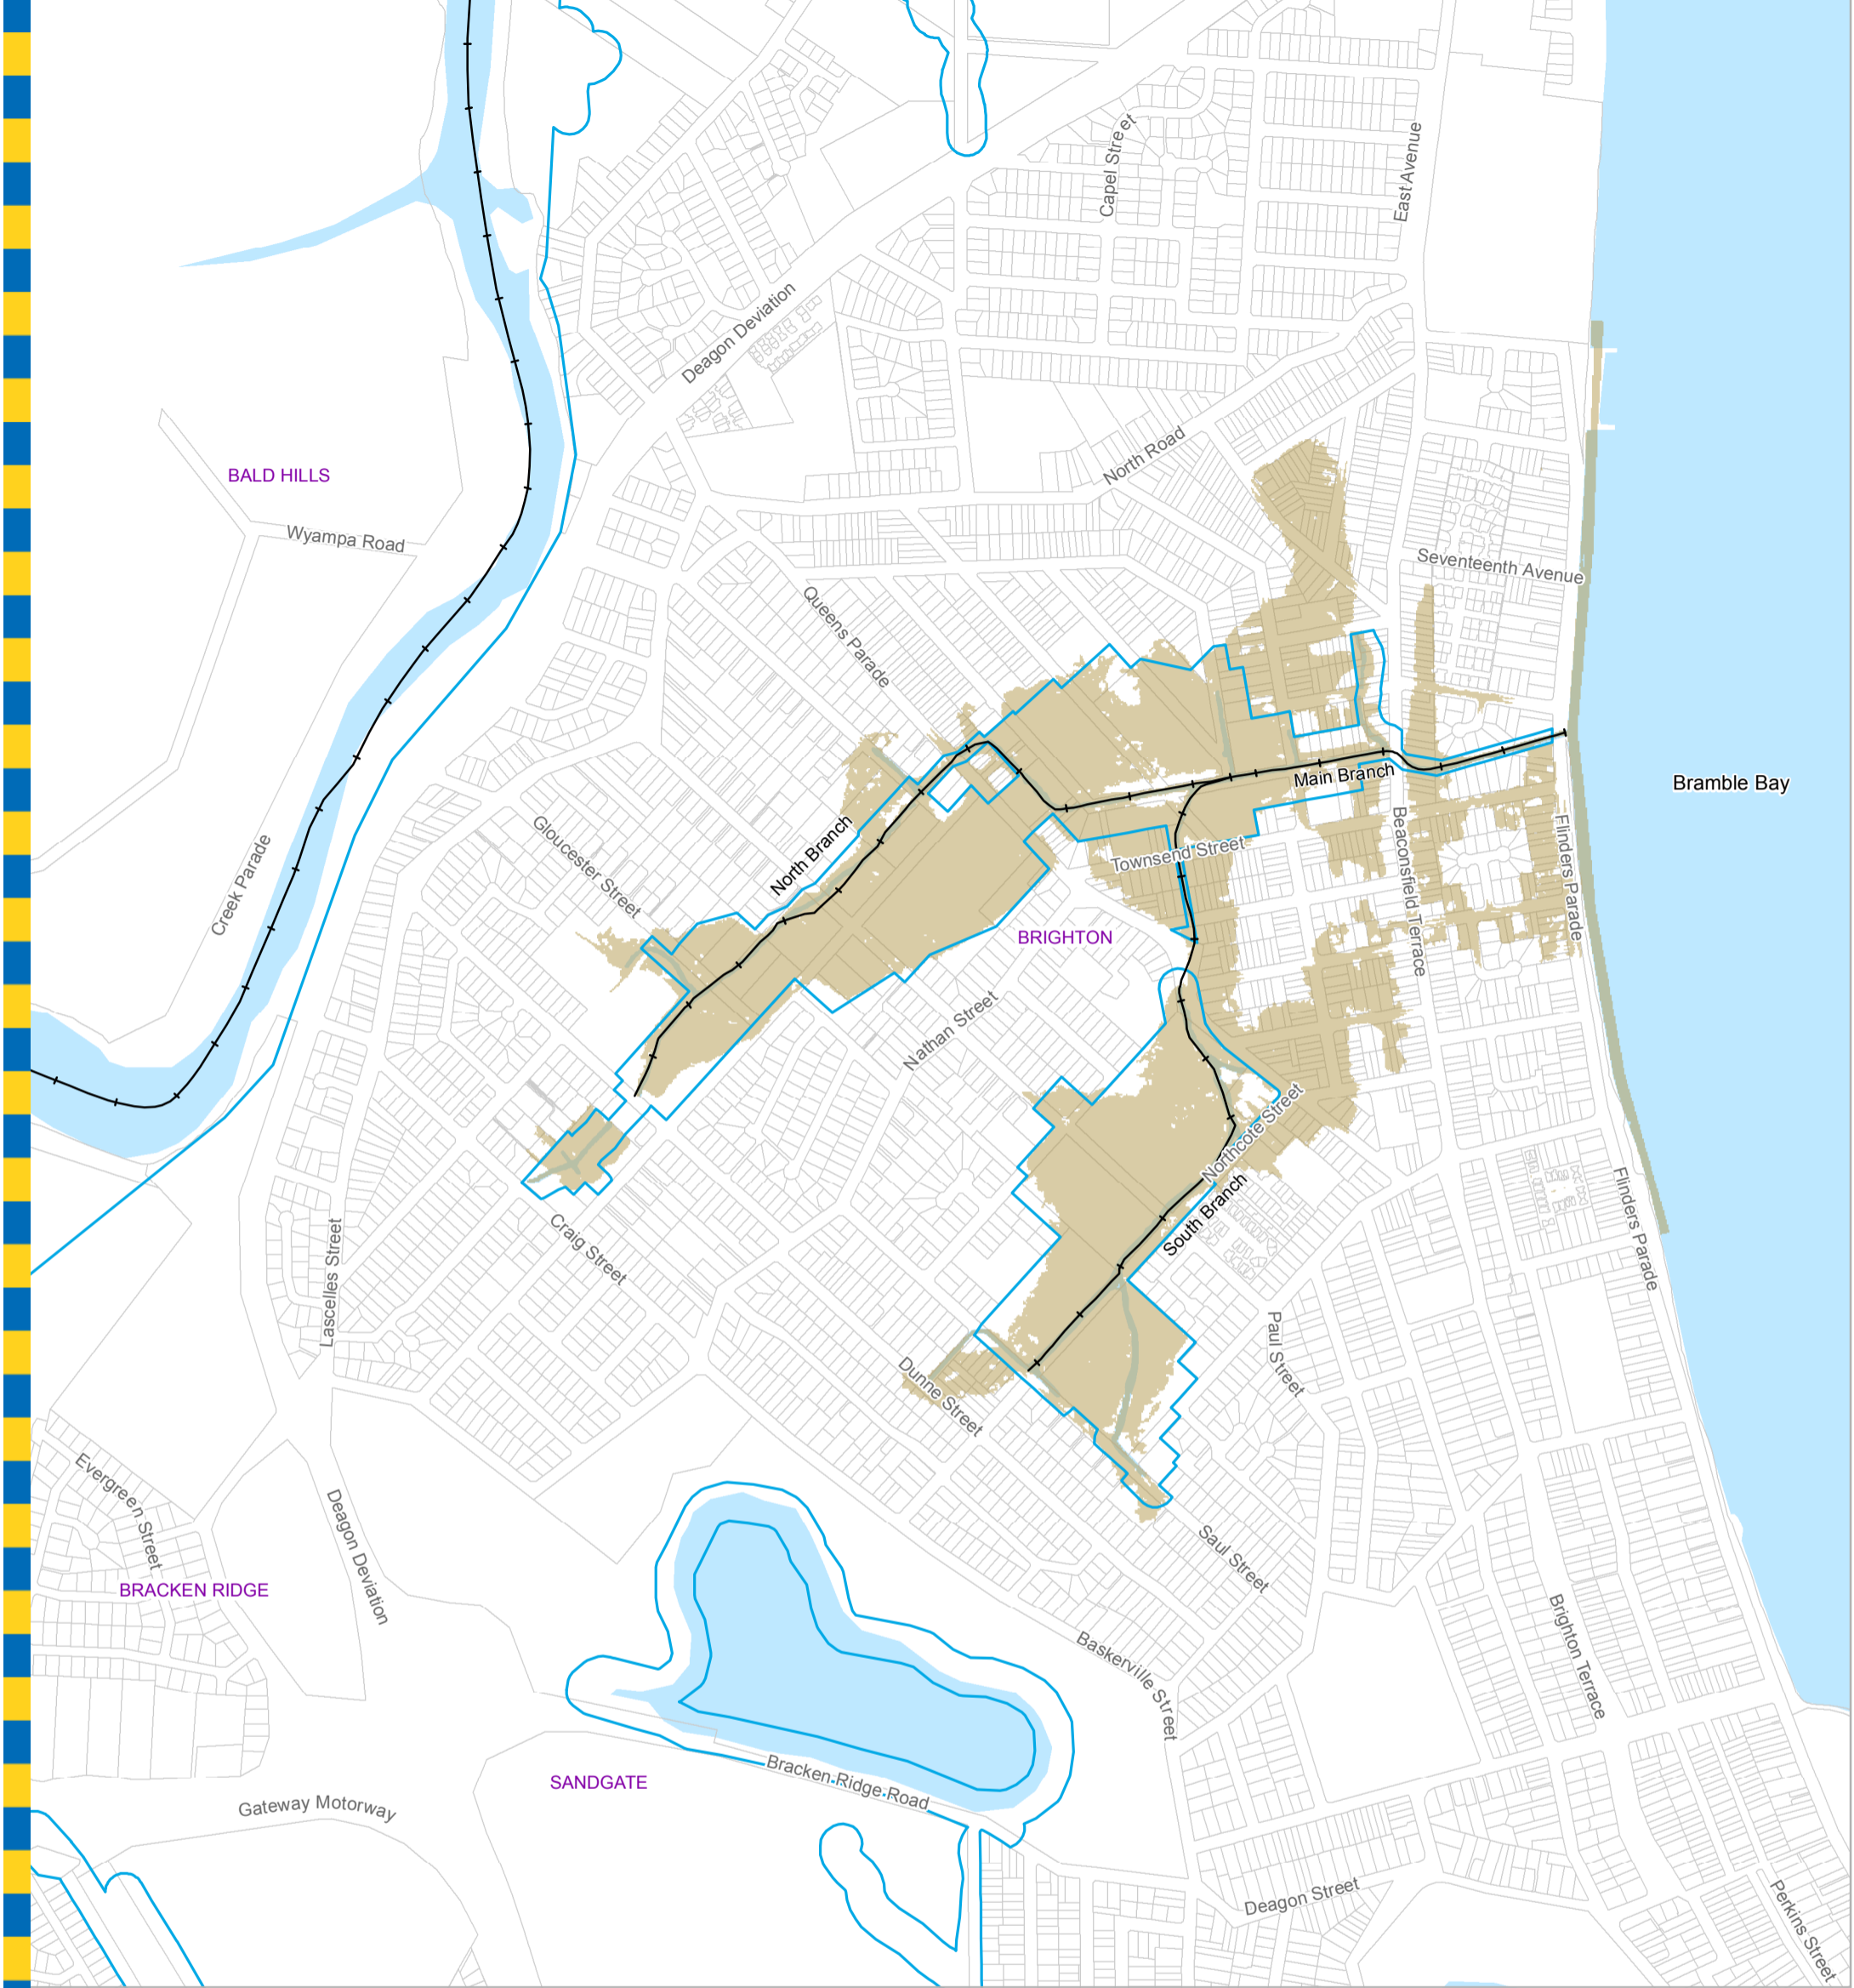 Capel Street
East Avenue
Deagon Deviation
North Road
BALD HILLS
Wyampa Road
Seventeenth Avenue
Queens Parade
Main Branch
Bramble Bay
North Branch
Gloucester Street
Townsend Street
Beaconsfield Terrace
Flinders Parade
Creek Parade
BRIGHTON
Nathan Street
Northcote Street
South Branch
Flinders Parade
Craig Street
Lascelles Street
Paul Street
Dunne Street
Evergreen Street
Deagon Deviation
Saul Street
BRACKEN RIDGE
Brighton Terrace
Baskerville Street
SANDGATE
Bracken Ridge Road
Gateway Motorway
Deagon Street
Perkins Street